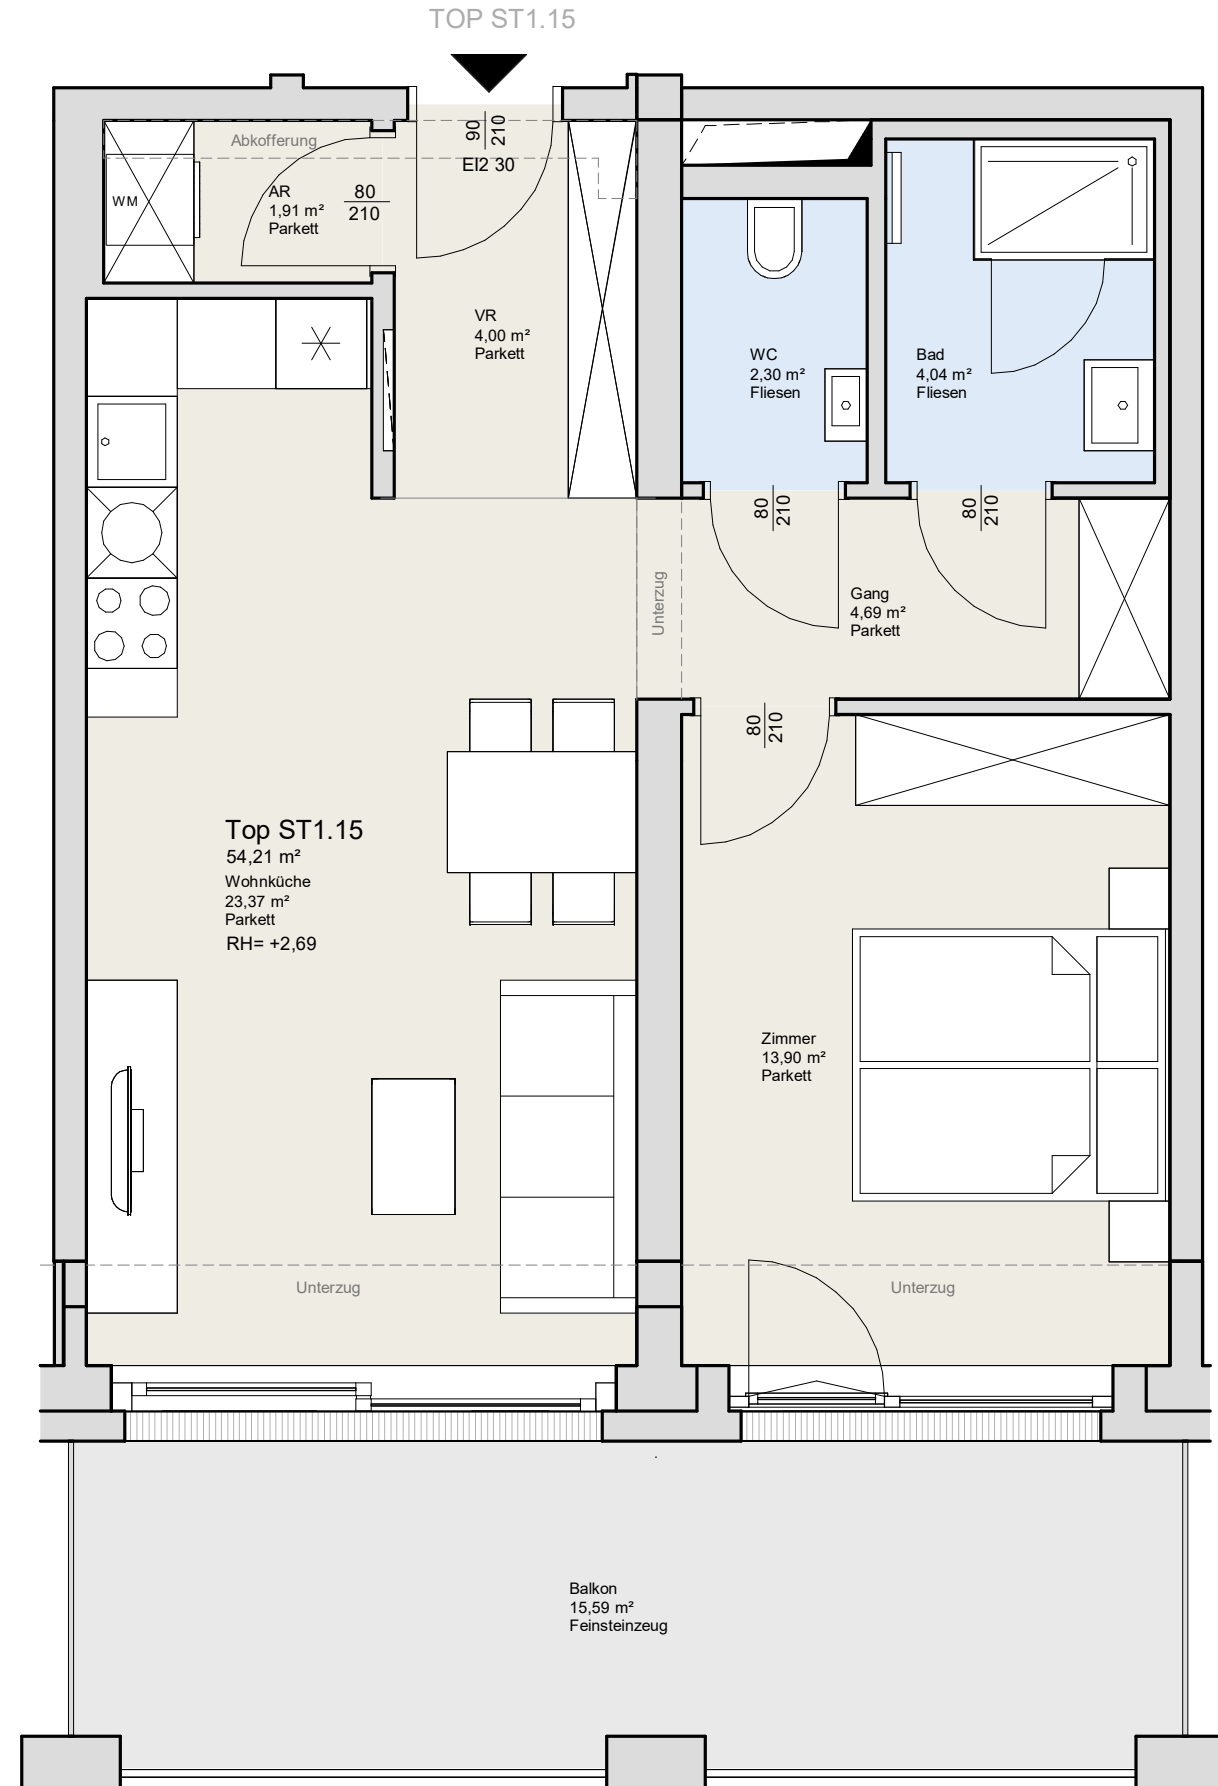 TOP ST1.15
90
210
EI2 30
Abkofferung
WM
AR
1,91 m²
Parkett
80
210
VR
4,00 m²
Parkett
WC
2,30 m²
Fliesen
Bad
4,04 m²
Fliesen
80
210
80
210
Unterzug
Gang
4,69 m²
Parkett
80
210
Top ST1.15
54,21 m²
Wohnküche
23,37 m²
Parkett
RH= +2,69
Zimmer
13,90 m²
Parkett
Unterzug
Unterzug
Balkon
15,59 m²
Feinsteinzeug